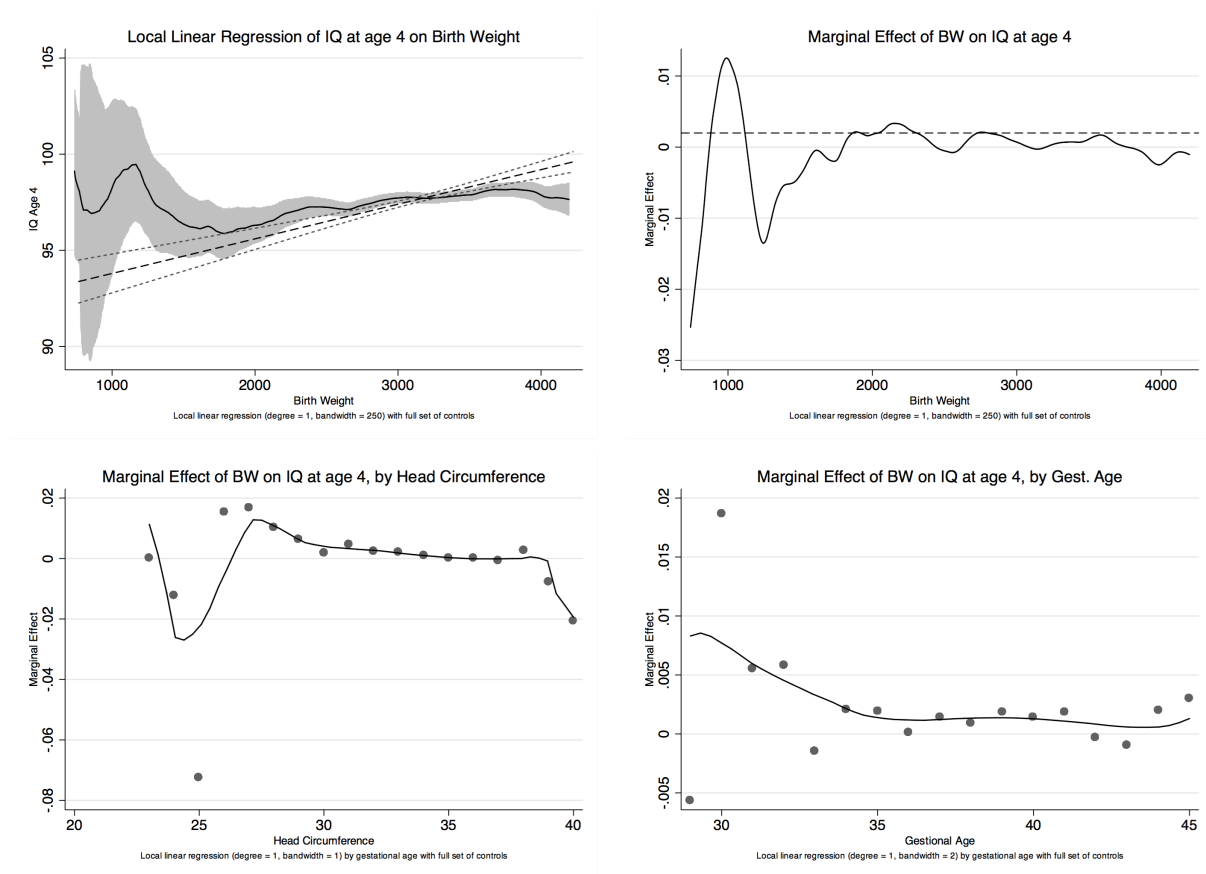 Local Linear Regression of IQ at age 4 on Birth Weight
105
100
95
90
IQ Age 4
1000 2000 3000 4000
Birth Weight
Local linear regression (degree = 1, bandwidth = 250) with full set of controls
Marginal Effect of BW on IQ at age 4
.01
0
-.01
-.02
-.03
Marginal Effect
1000 2000 3000 4000
Birth Weight
Local linear regression (degree = 1, bandwidth = 250) with full set of controls
Marginal Effect of BW on IQ at age 4, by Head Circumference
.02
0
-.02
-.04
-.06
-.08
Marginal Effect
20 25 30 35 40
Head Circumference
Local linear regression (degree = 1, bandwidth = 1) by gestational age with full set of controls
Marginal Effect of BW on IQ at age 4, by Gest. Age
.02
.015
.01
.005
0
-.005
Marginal Effect
30 35 40 45
Gestional Age
Local linear regression (degree = 1, bandwidth = 2) by gestational age with full set of controls